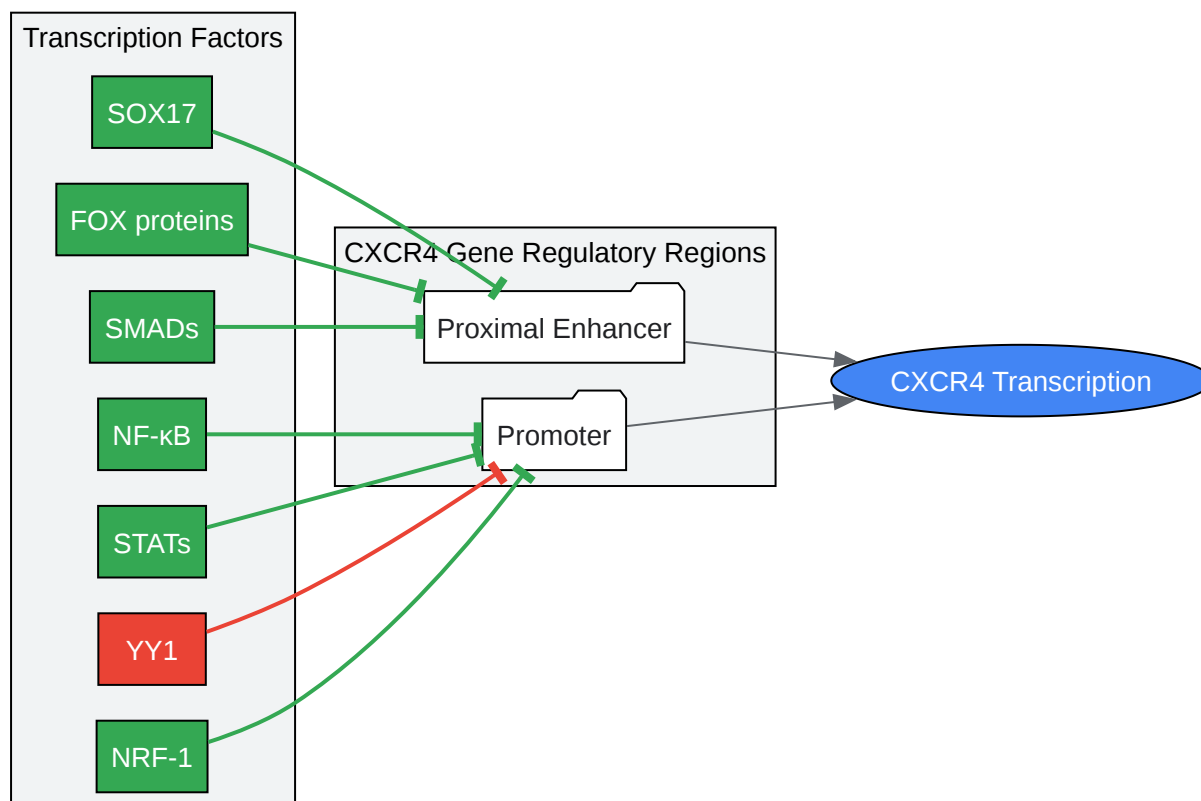 Transcription Factors
SOX17
FOX proteins
CXCR4 Gene Regulatory Regions
SMADs
Proximal Enhancer
CXCR4 Transcription
NF-κB
Promoter
STATs
YY1
NRF-1